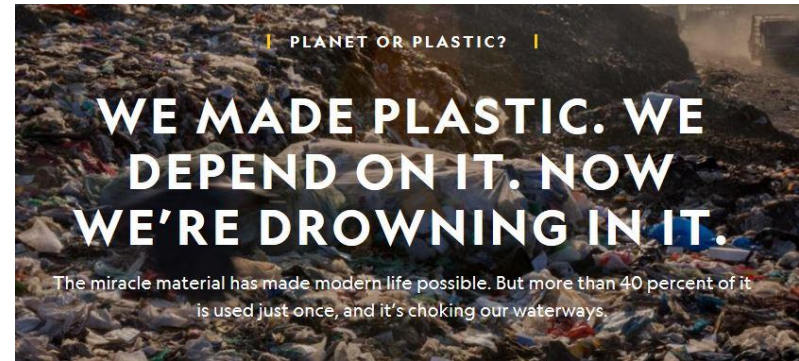 PLANET OR PLASTIC?
WE MADE PLASTIC. WE
DEPEND ON IT. NOW
WE’RE DROWNING IN IT.
The miracle material has made modern life possible. But more than 40 percent of it
is used just once, and it’s choking our waterways.